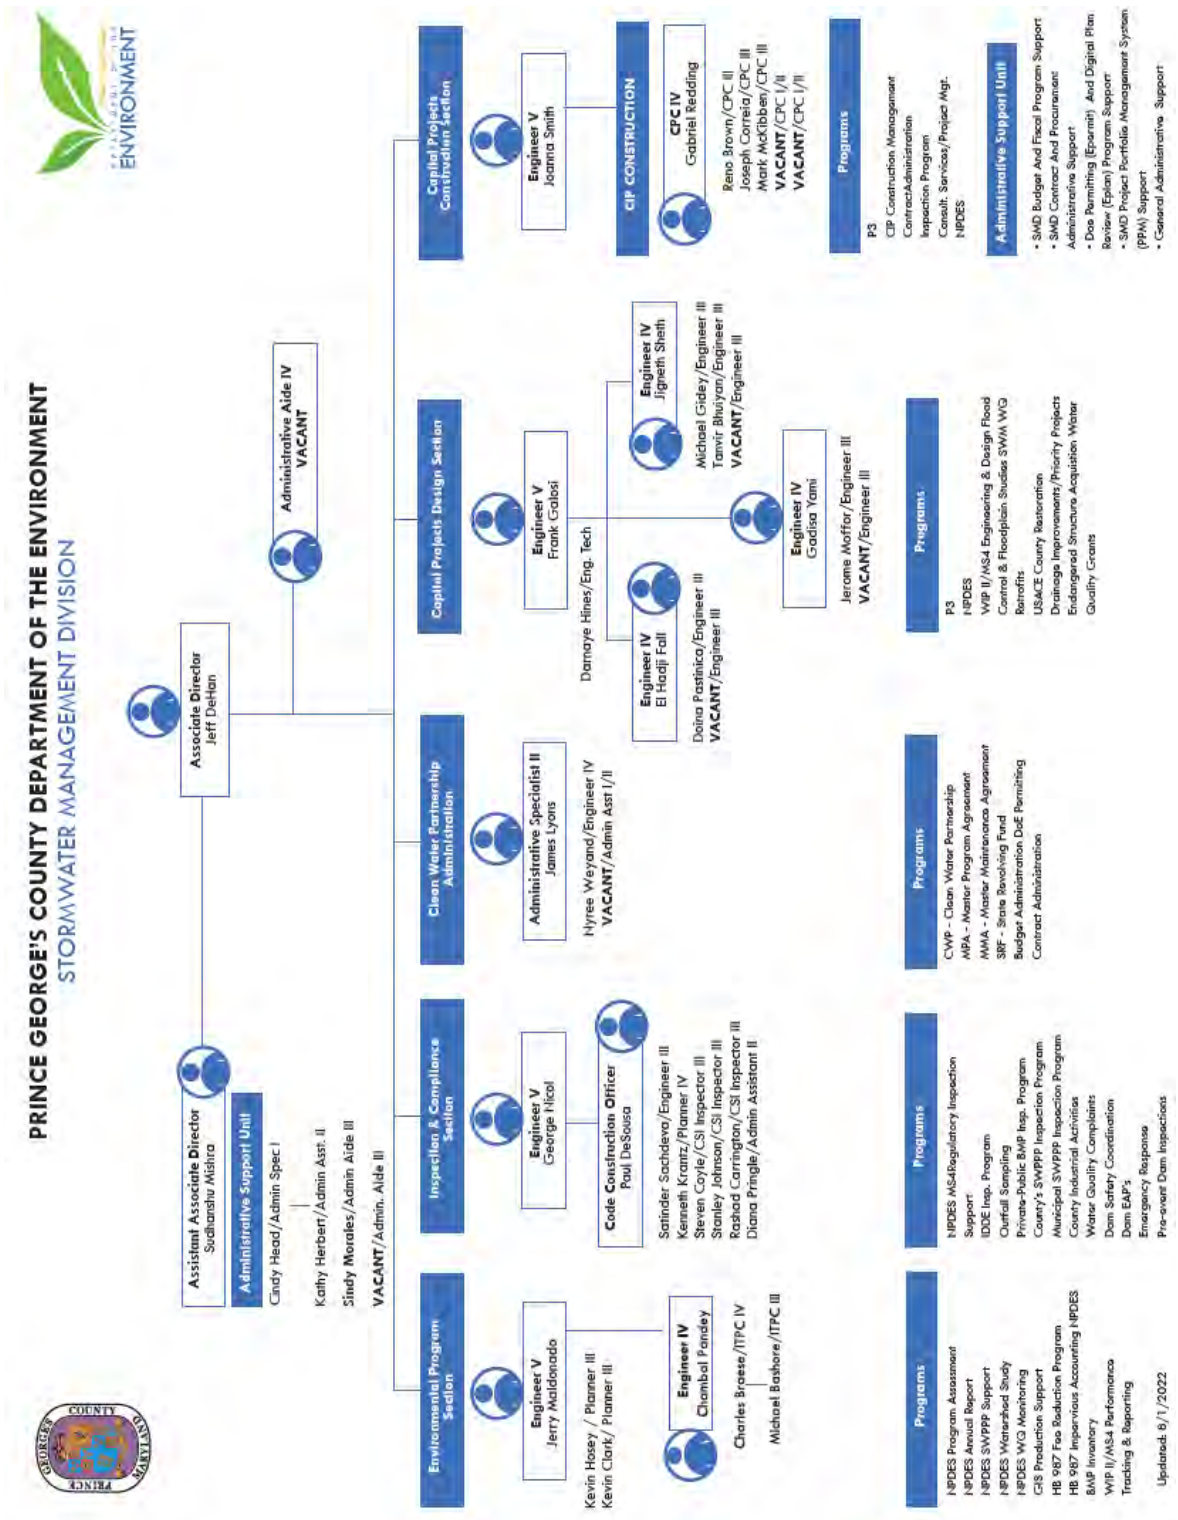 PRINCE GEORGE'S COUNTY DEPARTMENT OF THE ENVIRONMENT
STORMWATER MANAGEMENT DIVISION
PRINCE
GEORGE'S
COUNTY
MARYLAND
ENVIRONMENT
Associate Director
Jeff DeHan
Assistant Associate Director
Sudhanshu Mishra
Administrative Support Unit
Cindy Head/Admin Spec I
Kathy Herbert/Admin Asst. II
Sindy Morales/Admin Aide III
VACANT/Admin. Aide III
Administrative Aide IV
VACANT
Environmental Program
Section
Engineer V
Jerry Maldonado
Kevin Hosey / Planner III
Kevin Clark/ Planner III
Engineer IV
Chambal Pandey
Charles Braese/ITPC IV
Michael Bashore/ITPC III
Inspection & Compliance
Section
Engineer V
George Nicol
Code Construction Officer
Paul DeSousa
Satinder Sachdeva/Engineer III
Kenneth Krantz/Planner IV
Steven Coyle/CSI Inspector III
Stanley Johnson/CSI Inspector III
Rashad Carrington/CSI Inspector III
Diana Pringle/Admin Assistant II
Clean Water Partnership
Administration
Administrative Specialist II
James Lyons
Nyree Weyand/Engineer IV
VACANT/Admin Asst I/II
Capital Projects Design Section
Engineer V
Frank Galosi
Darnaye Hines/Eng. Tech
Engineer IV
El Hadji Fall
Doina Pastinica/Engineer III
VACANT/Engineer III
Engineer IV
Jigneth Sheth
Michael Gidey/Engineer III
Tanvir Bhuiyan/Engineer III
VACANT/Engineer III
Engineer IV
Gadisa Yami
Jerome Moffor/Engineer III
VACANT/Engineer III
Capital Projects
Construction Section
Engineer V
Joanna Smith
CIP CONSTRUCTION
CPC IV
Gabriel Redding
Reno Brown/CPC III
Joseph Correia/CPC III
Mark McKibben/CPC III
VACANT/CPC I/II
VACANT/CPC I/II
Programs
NPDES Program Assessment
NPDES Annual Report
NPDES SWPPP Support
NPDES Watershed Study
NPDES WQ Monitoring
GIS Production Support
HB 987 Fee Reduction Program
HB 987 Impervious Accounting NPDES
BMP Inventory
WIP II/MS4 Performance
Tracking & Reporting
Updated: 8/1/2022
Programs
NPDES MS4Regulatory Inspection
Support
IDDE Insp. Program
Outfall Sampling
Private-Public BMP Insp. Program
County's SWPPP Inspection Program
Municipal SWPPP Inspection Program
County Industrial Activities
Water Quality Complaints
Dam Safety Coordination
Dam EAP's
Emergency Response
Pre-event Dam Inspections
Programs
CWP - Clean Water Partnership
MPA - Master Program Agreement
MMA - Master Maintenance Agreement
SRF - State Revolving Fund
Budget Administration DoE Permitting
Contract Administration
Programs
P3
NPDES
WIP II/MS4 Engineering & Design Flood
Control & Floodplain Studies SWM WQ
Retrofits
USACE County Restoration
Drainage Improvements/Priority Projects
Endangered Structure Acquistion Water
Quality Grants
Programs
P3
CIP Construction Management
ContractAdministration
Inspection Program
Consult. Services/Project Mgt.
NPDES
Administrative Support Unit
• SMD Budget And Fiscal Program Support
• SMD Contract And Procurement
Administrative Support
• Doe Permitting (Epermit) And Digital Plan
Review (Eplan) Program Support
• SMD Project Portfolio Management System
(PPM) Support
• General Administrative Support